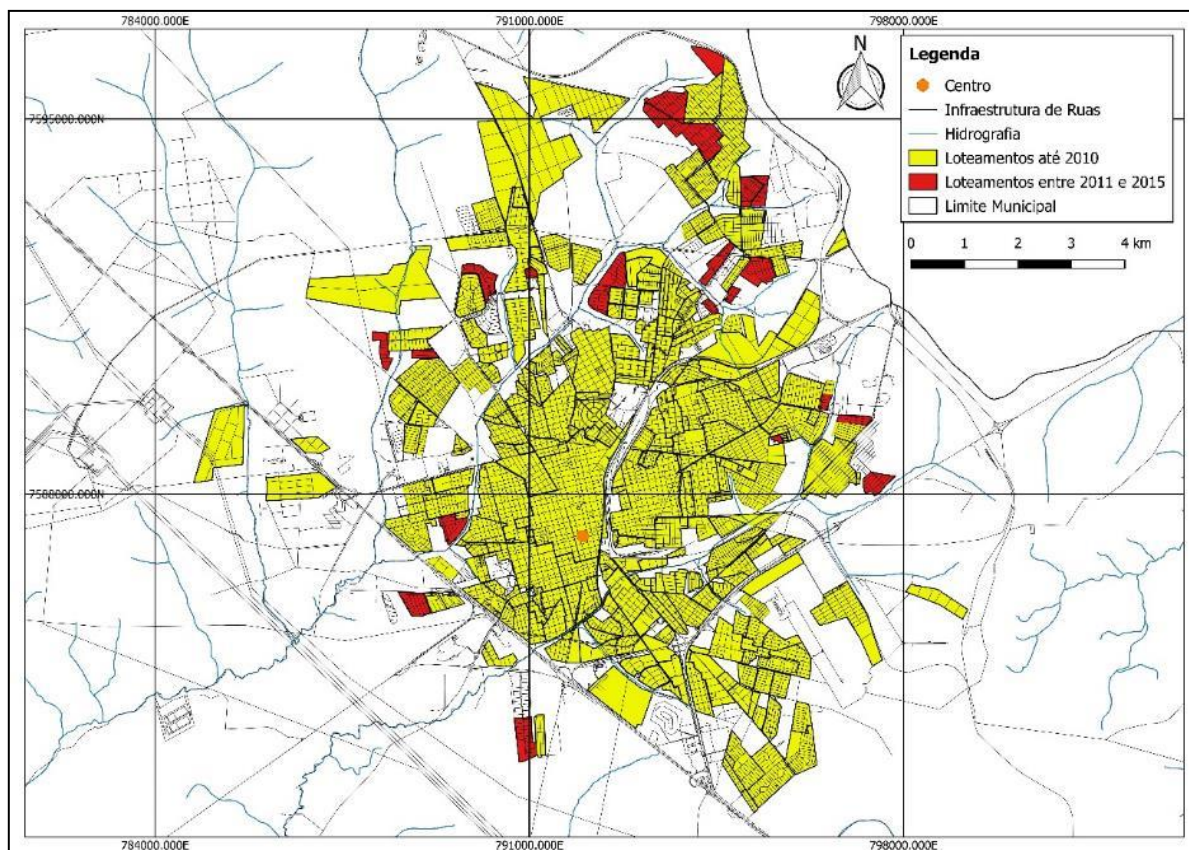 784000.000E 791000.000E 798000.000E
N
Legenda
Centro
Infraestrutura de Ruas
Hidrografia
Loteamentos até 2010
Loteamentos entre 2011 e 2015
Limite Municipal
0 1 2 3 4 km
7595000.000N
7588000.000N
784000.000E 791000.000E 798000.000E